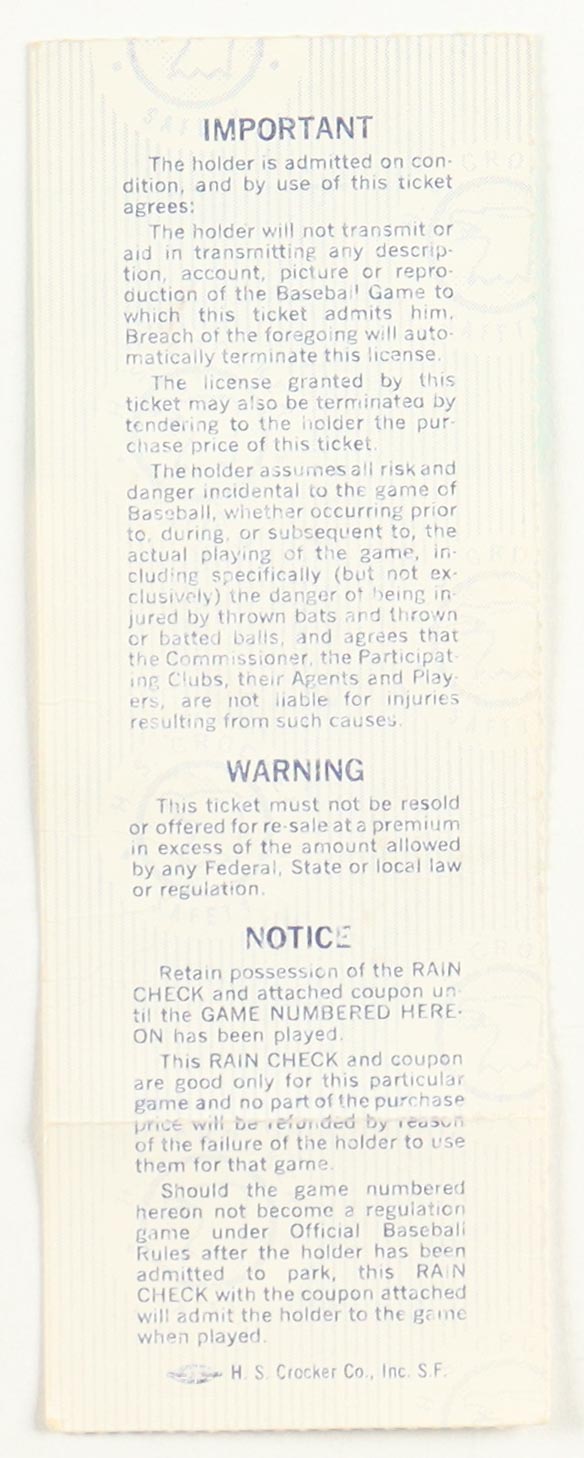 IMPORTANT
The holder is admitted on con-
dition, and by use of this ticket
agrees:
The holder will not transmit or
aid in transmitting any descrip-
tion, account, picture or repro-
duction of the Baseball Game to
which this ticket admits him.
Breach of the foregoing will auto-
matically terminate this license.
The license granted by this
ticket may also be terminated by
tendering to the holder the pur-
chase price of this ticket.
The holder assumes all risk and
danger incidental to the game of
Baseball, whether occurring prior
to, during, or subsequent to, the
actual playing of the game, in-
cluding specifically (but not ex-
clusively) the danger of being in-
jured by thrown bats and thrown
or batted balls, and agrees that
the Commissioner, the Participat-
ing Clubs, their Agents and Play-
ers, are not liable for injuries
resulting from such causes.
WARNING
This ticket must not be resold
or offered for re-sale at a premium
in excess of the amount allowed
by any Federal, State or local law
or regulation.
NOTICE
Retain possession of the RAIN
CHECK and attached coupon un-
til the GAME NUMBERED HERE-
ON has been played.
This RAIN CHECK and coupon
are good only for this particular
game and no part of the purchase
price will be refunded by reason
of the failure of the holder to use
them for that game.
Should the game numbered
hereon not become a regulation
game under Official Baseball
Rules after the holder has been
admitted to park, this RAIN
CHECK with the coupon attached
will admit the holder to the game
when played.
H. S. Crocker Co., Inc. S.F.